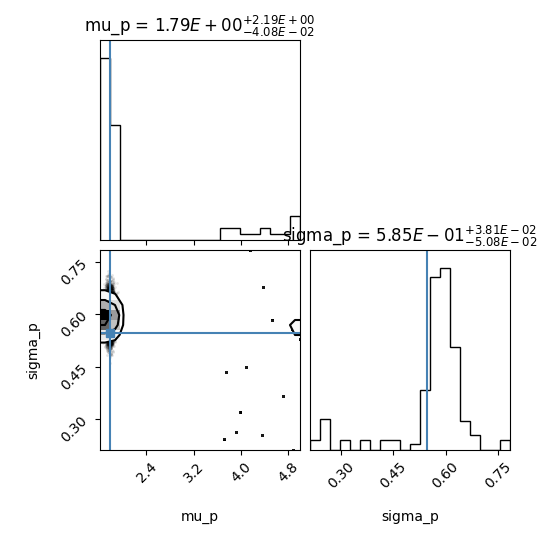 mu_p = 1.79E + 00 +2.19E + 00 −4.08E − 02
sigma_p = 5.85E − 01 +3.81E − 02 −5.08E − 02
0.75
0.60
0.45
0.30
sigma_p
2.4 3.2 4.0 4.8
0.30 0.45 0.60 0.75
mu_p
sigma_p